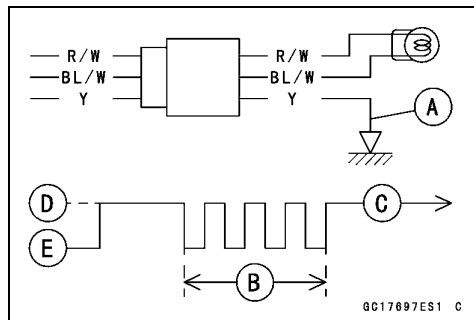 R/W R/W
BL/W BL/W
Y Y
A
D C
E
B
GC17697ES1 C